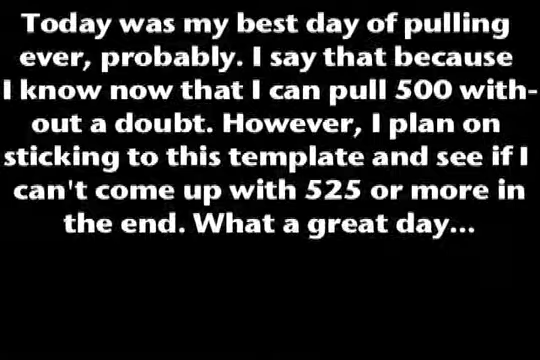 Today was my best day of pulling
ever, probably. I say that because
I know now that I can pull 500 with-
out a doubt. However, I plan on
sticking to this template and see if I
can't come up with 525 or more in
the end. What a great day...